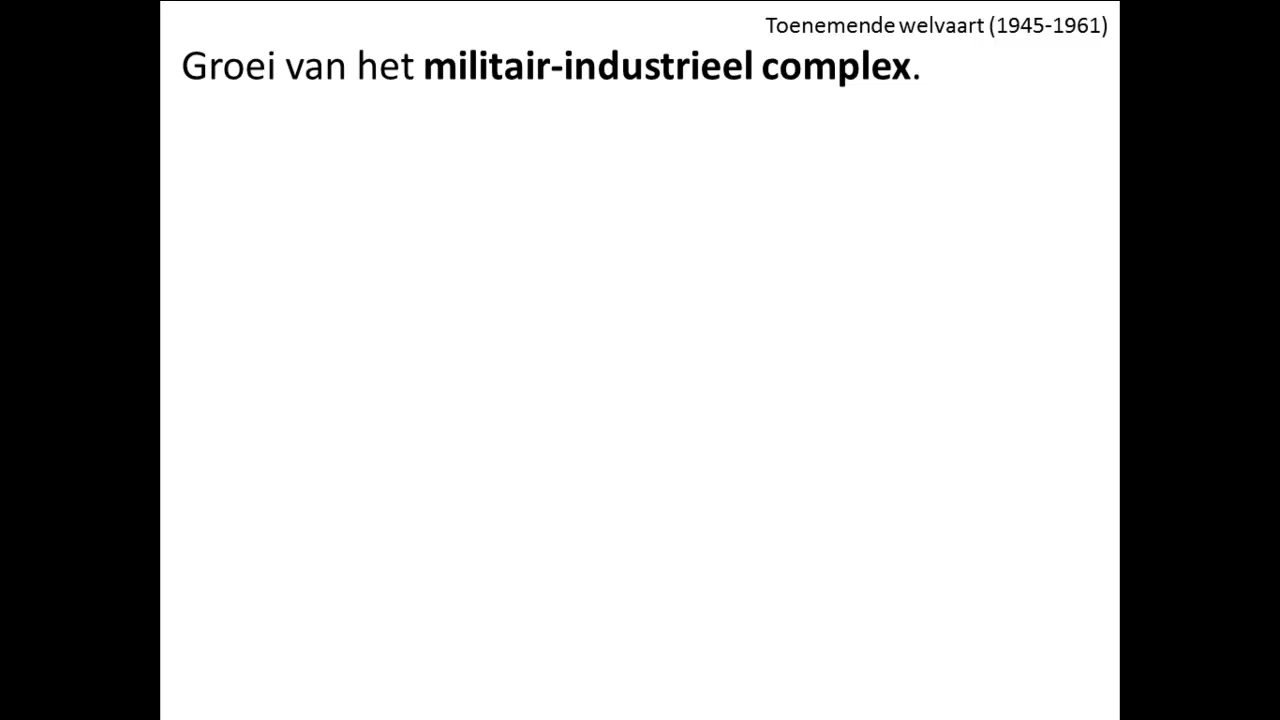 Toenemende welvaart (1945-1961)
Groei van het militair-industrieel complex.